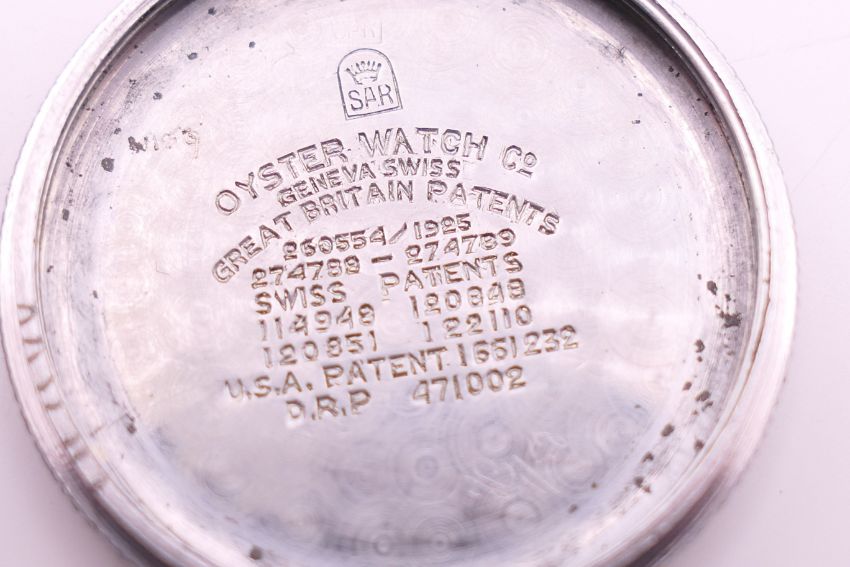 SAR
OYSTER WATCH Co
GENEVA SWISS
GREAT BRITAIN PATENTS
260554/1925
274788 - 274789
SWISS PATENTS
114948 120848
120851 122110
U.S.A. PATENT 1661232
D.R.P 471002